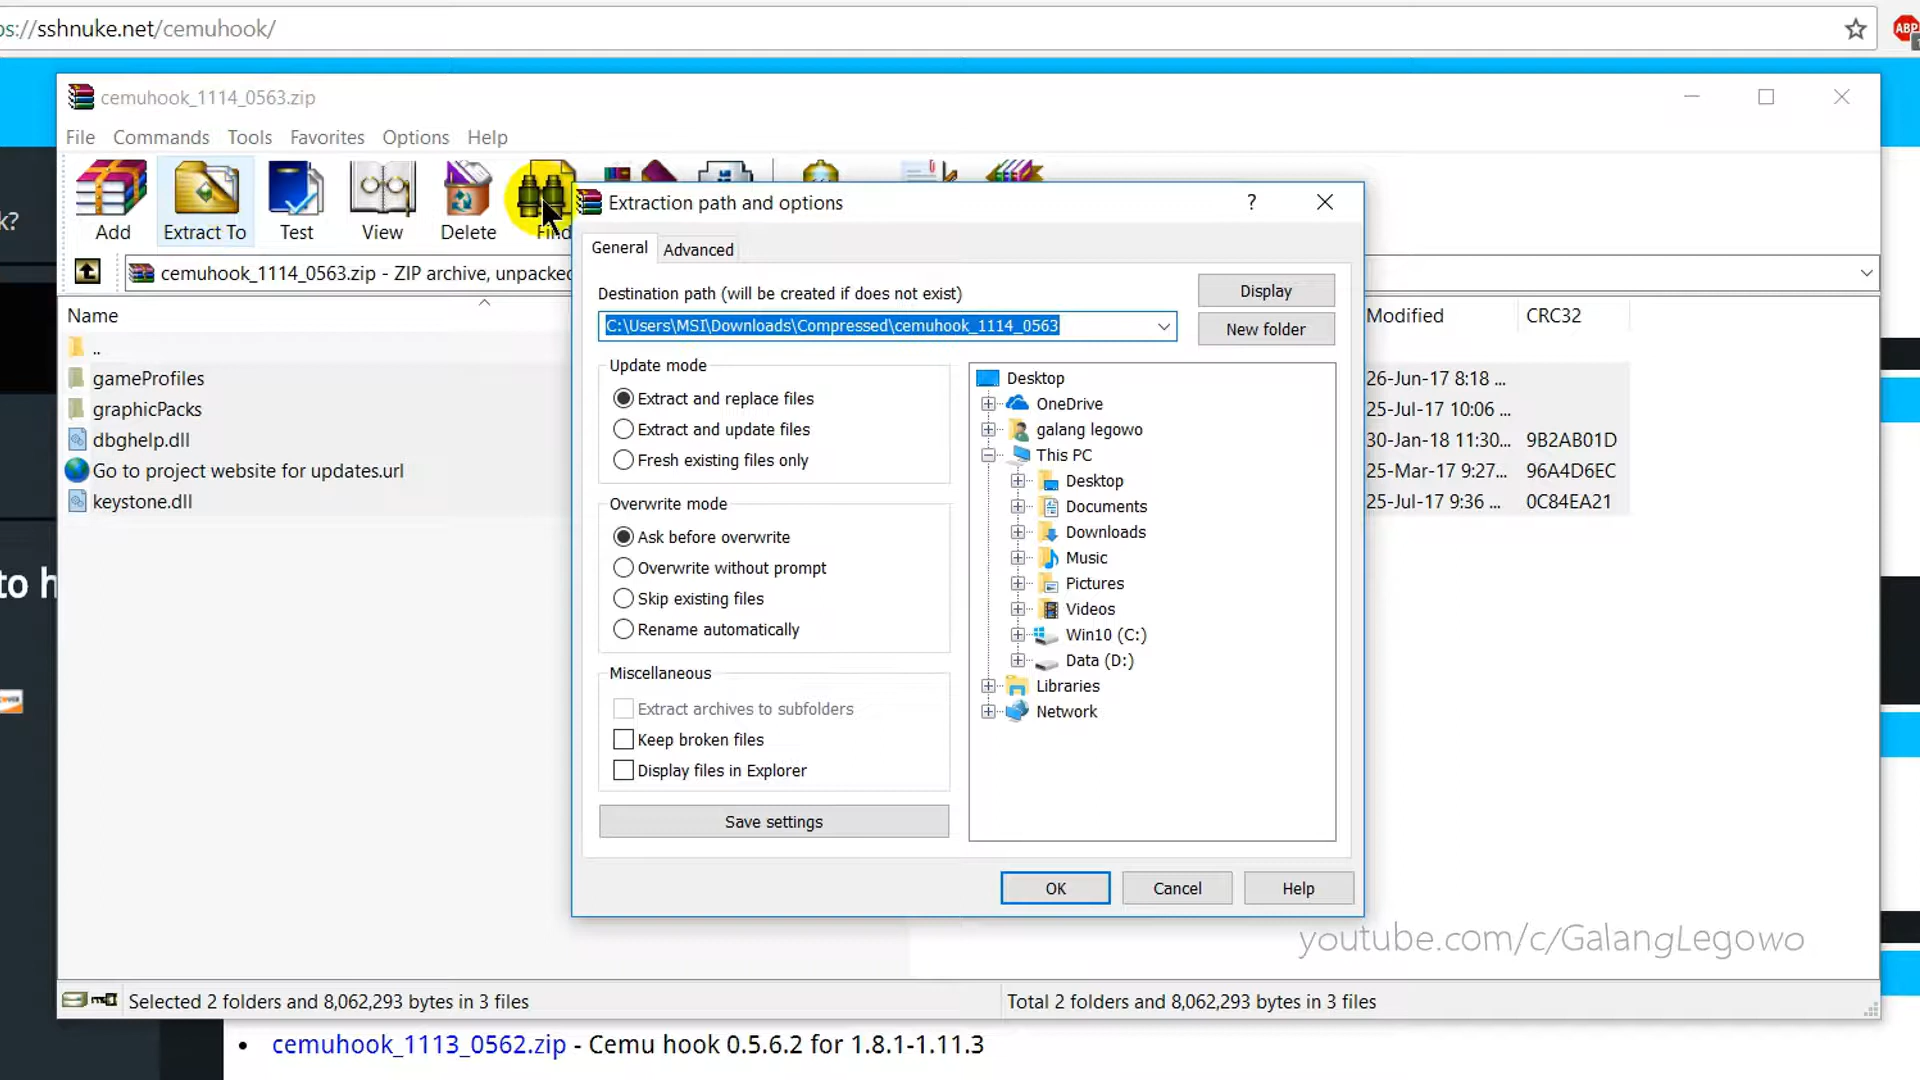 ps://sshnuke.net/cemuhook/
ABP
cemuhook_1114_0563.zip
File Commands Tools Favorites Options Help
k?
Add Extract To Test View Delete Find
cemuhook_1114_0563.zip - ZIP archive, unpacked
Name
Modified CRC32
..
gameProfiles 26-Jun-17 8:18 ...
graphicPacks 25-Jul-17 10:06 ...
dbghelp.dll 30-Jan-18 11:30... 9B2AB01D
Go to project website for updates.url 25-Mar-17 9:27... 96A4D6EC
keystone.dll 25-Jul-17 9:36 ... 0C84EA21
to h
Extraction path and options
?
General Advanced
Destination path (will be created if does not exist)
Display
C:\Users\MSI\Downloads\Compressed\cemuhook_1114_0563
New folder
Update mode
Extract and replace files
Extract and update files
Fresh existing files only
Overwrite mode
Ask before overwrite
Overwrite without prompt
Skip existing files
Rename automatically
Miscellaneous
Extract archives to subfolders
Keep broken files
Display files in Explorer
Save settings
Desktop
OneDrive
galang legowo
This PC
Desktop
Documents
Downloads
Music
Pictures
Videos
Win10 (C:)
Data (D:)
Libraries
Network
OK Cancel Help
youtube.com/c/GalangLegowo
Selected 2 folders and 8,062,293 bytes in 3 files
Total 2 folders and 8,062,293 bytes in 3 files
• cemuhook_1113_0562.zip - Cemu hook 0.5.6.2 for 1.8.1-1.11.3